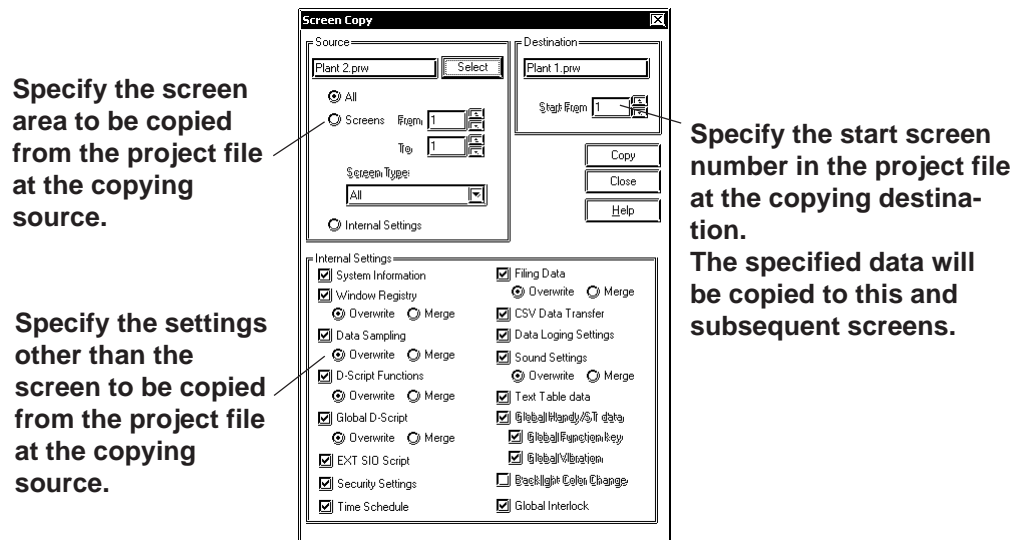 Screen Copy
Source
Plant 2.prw
Select
All
Screens
From
1
To
1
Screen Type
All
Internal Settings
Destination
Plant 1.prw
Start From
1
Copy
Close
Help
Internal Settings
System Information
Window Registry
Overwrite Merge
Data Sampling
Overwrite Merge
D-Script Functions
Overwrite Merge
Global D-Script
Overwrite Merge
EXT SIO Script
Security Settings
Time Schedule
Filing Data
Overwrite Merge
CSV Data Transfer
Data Loging Settings
Sound Settings
Overwrite Merge
Text Table data
Global Handy/ST data
Global Function key
Global Vibration
Backlight Color Change
Global Interlock
Specify the screen
area to be copied
from the project file
at the copying
source.
Specify the settings
other than the
screen to be copied
from the project file
at the copying
source.
Specify the start screen
number in the project file
at the copying destina-
tion.
The specified data will
be copied to this and
subsequent screens.